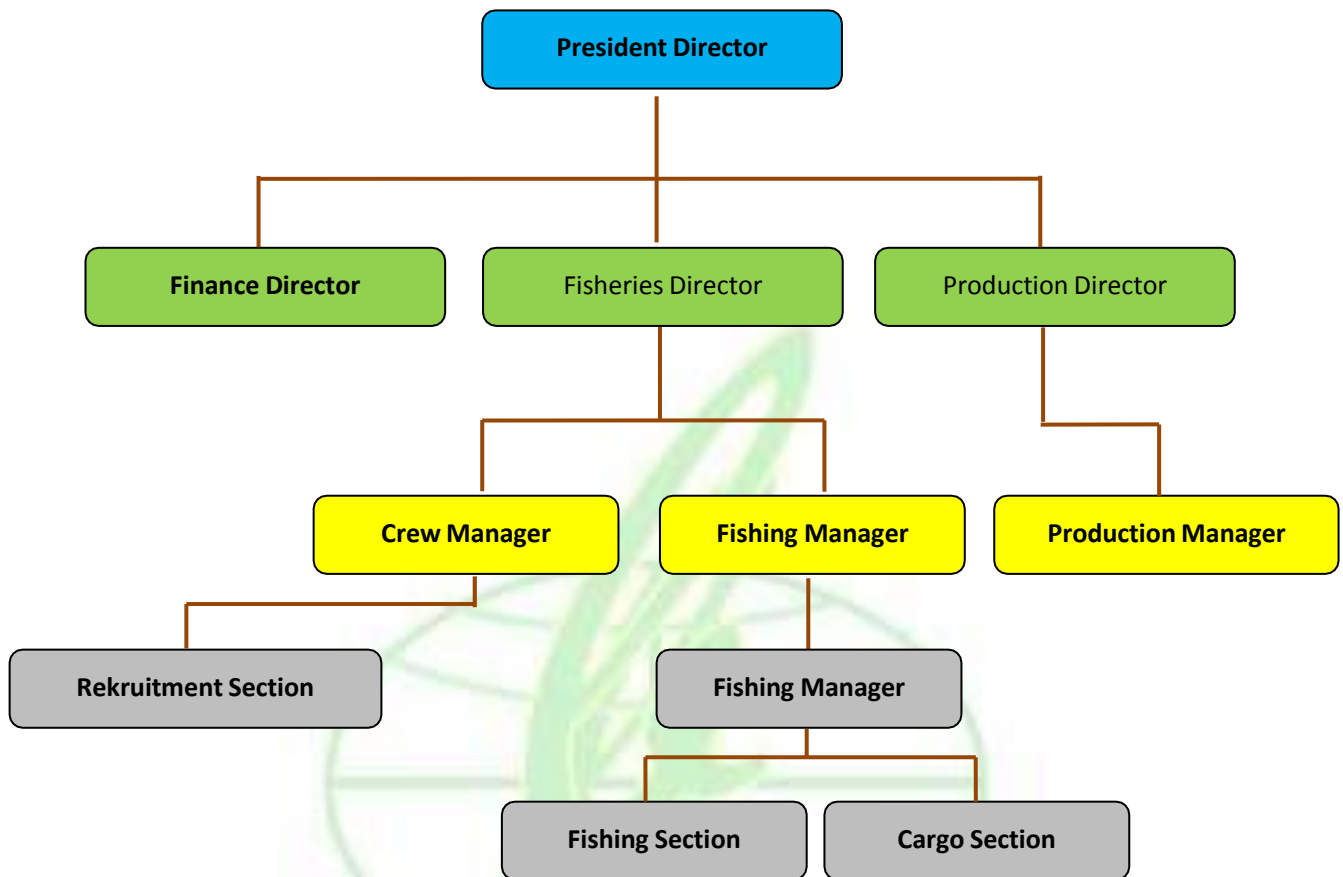 President Director
Finance Director
Fisheries Director
Production Director
Crew Manager
Fishing Manager
Production Manager
Rekruitment Section
Fishing Manager
Fishing Section
Cargo Section